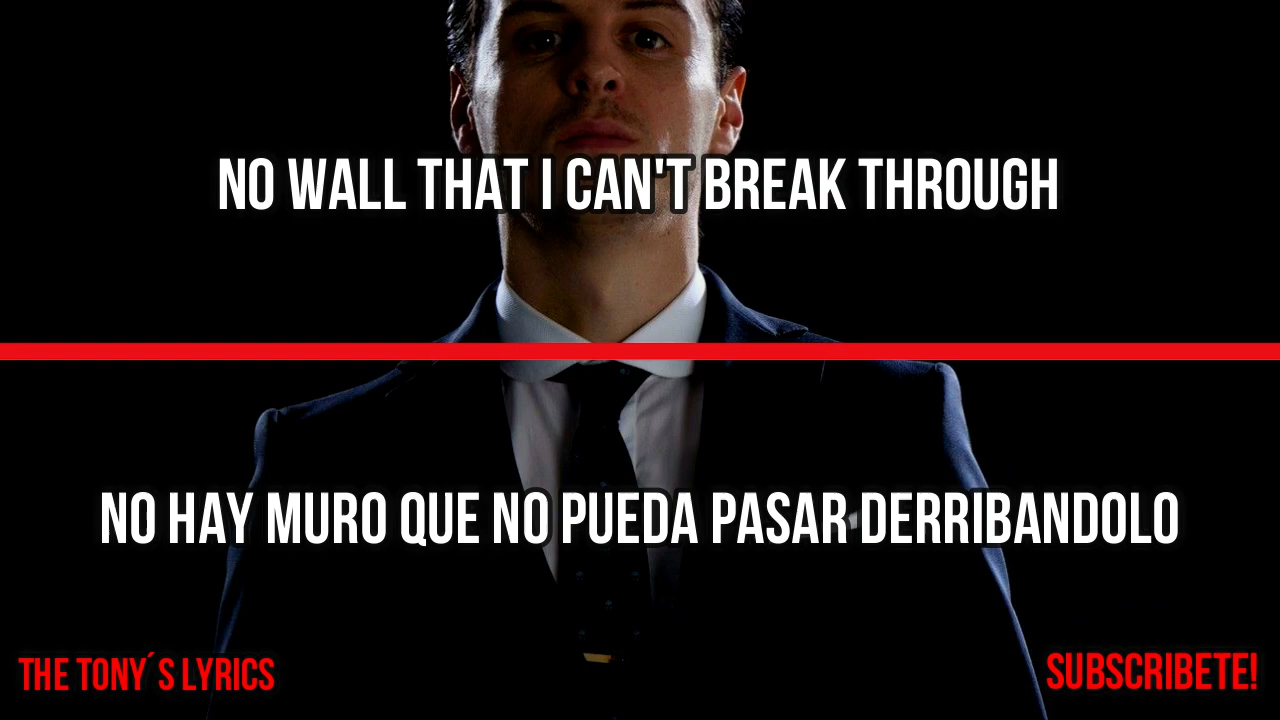 NO WALL THAT I CAN'T BREAK THROUGH
NO HAY MURO QUE NO PUEDA PASAR DERRIBANDOLO
THE TONY´S LYRICS
SUBSCRIBETE!